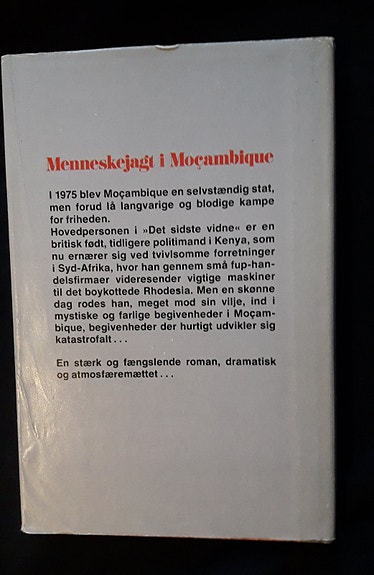 Menneskejagt i Moçambique
I 1975 blev Moçambique en selvstændig stat,
men forud lå langvarige og blodige kampe
for friheden.
Hovedpersonen i »Det sidste vidne« er en
britisk født, tidligere politimand i Kenya, som
nu ernærer sig ved tvivlsomme forretninger
i Syd-Afrika, hvor han gennem små fup-han-
delsfirmaer videresender vigtige maskiner
til det boykottede Rhodesia. Men en skønne
dag rodes han, meget mod sin vilje, ind i
mystiske og farlige begivenheder i Moçam-
bique, begivenheder der hurtigt udvikler sig
katastrofalt...
En stærk og fængslende roman, dramatisk
og atmosfæremættet...